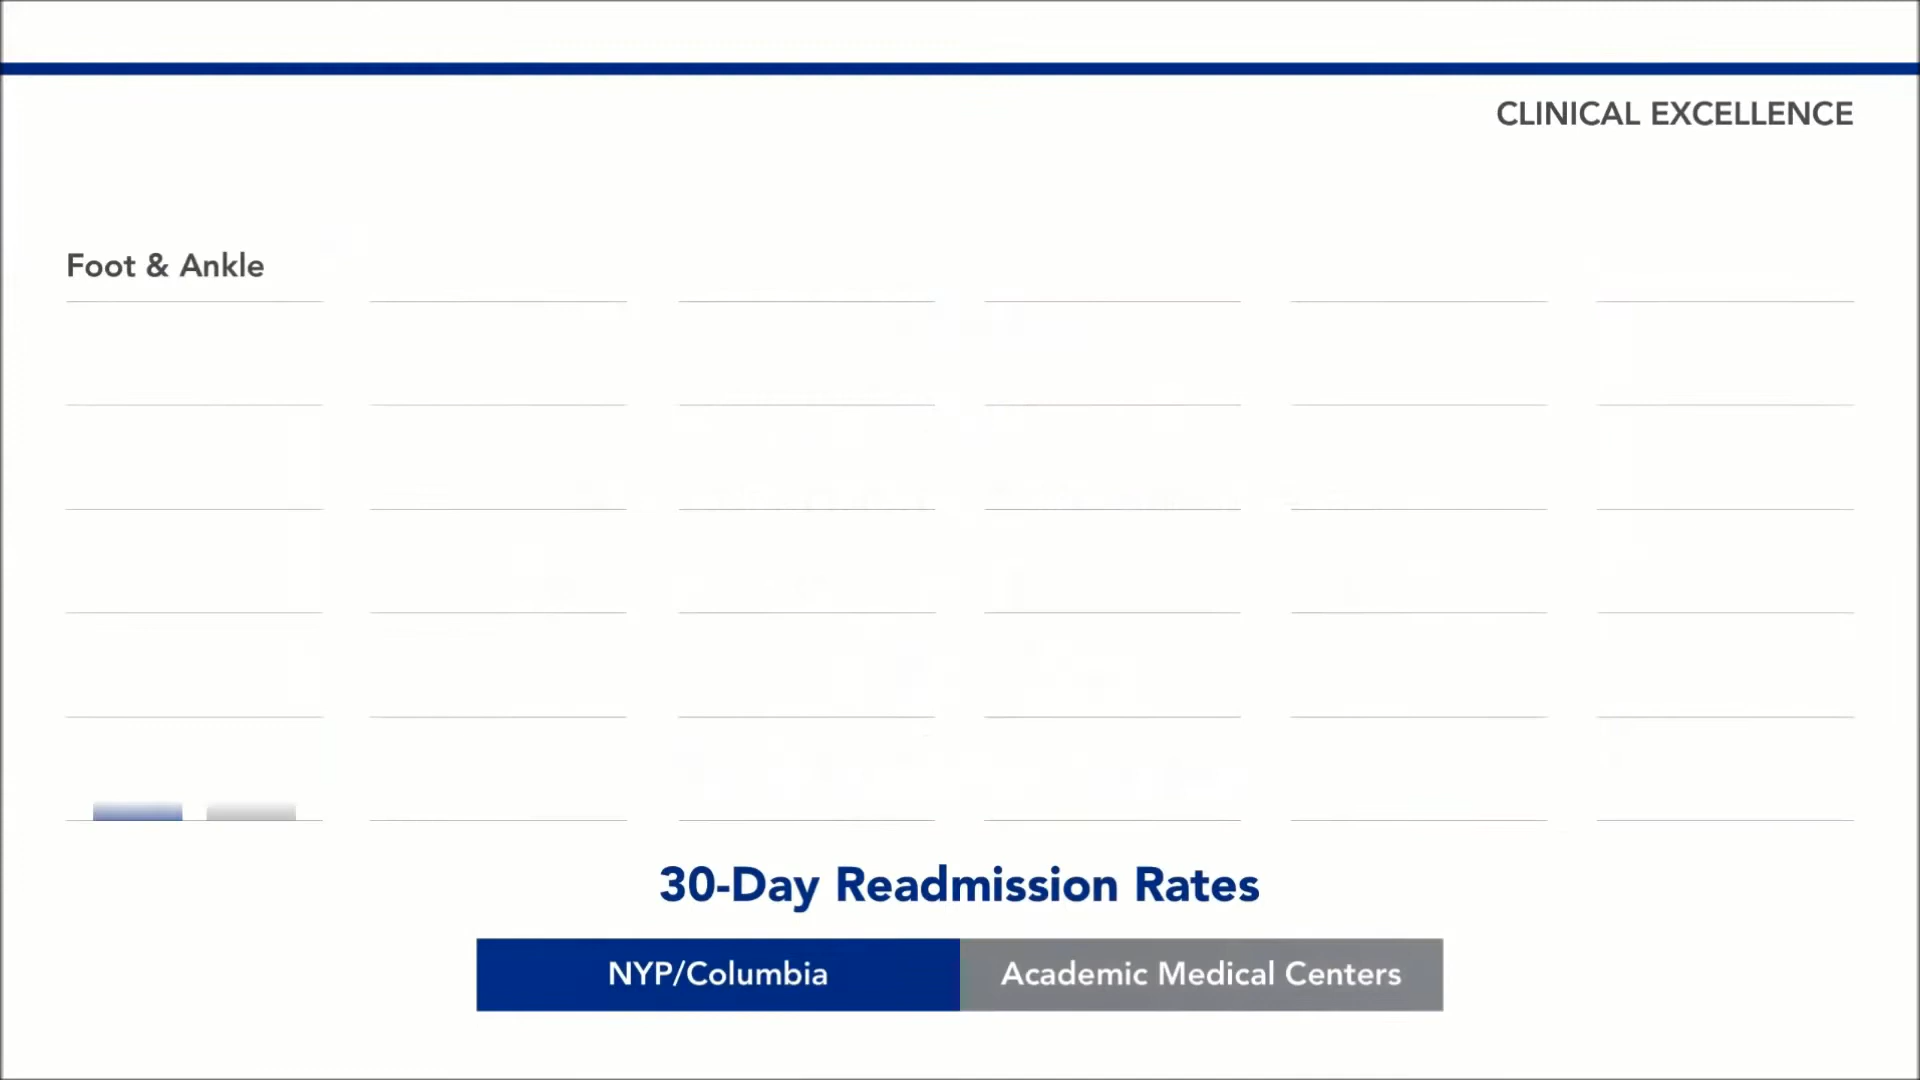 CLINICAL EXCELLENCE
Foot & Ankle
30-Day Readmission Rates
NYP/Columbia
Academic Medical Centers